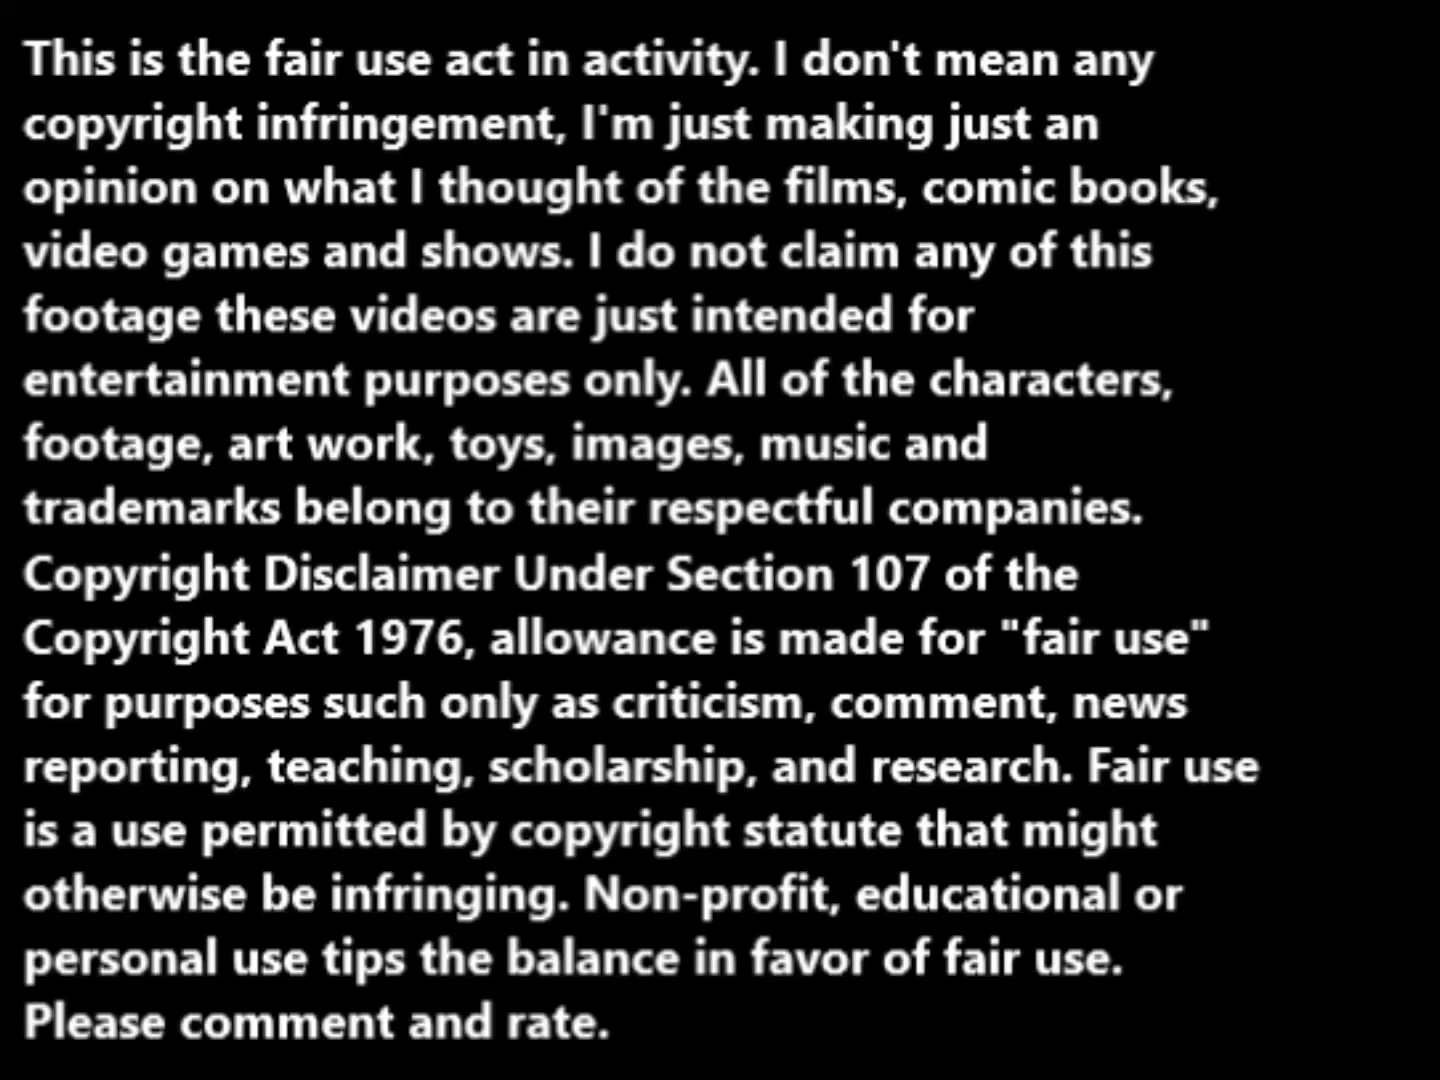 This is the fair use act in activity. I don't mean any
copyright infringement, I'm just making just an
opinion on what I thought of the films, comic books,
video games and shows. I do not claim any of this
footage these videos are just intended for
entertainment purposes only. All of the characters,
footage, art work, toys, images, music and
trademarks belong to their respectful companies.
Copyright Disclaimer Under Section 107 of the
Copyright Act 1976, allowance is made for "fair use"
for purposes such only as criticism, comment, news
reporting, teaching, scholarship, and research. Fair use
is a use permitted by copyright statute that might
otherwise be infringing. Non-profit, educational or
personal use tips the balance in favor of fair use.
Please comment and rate.